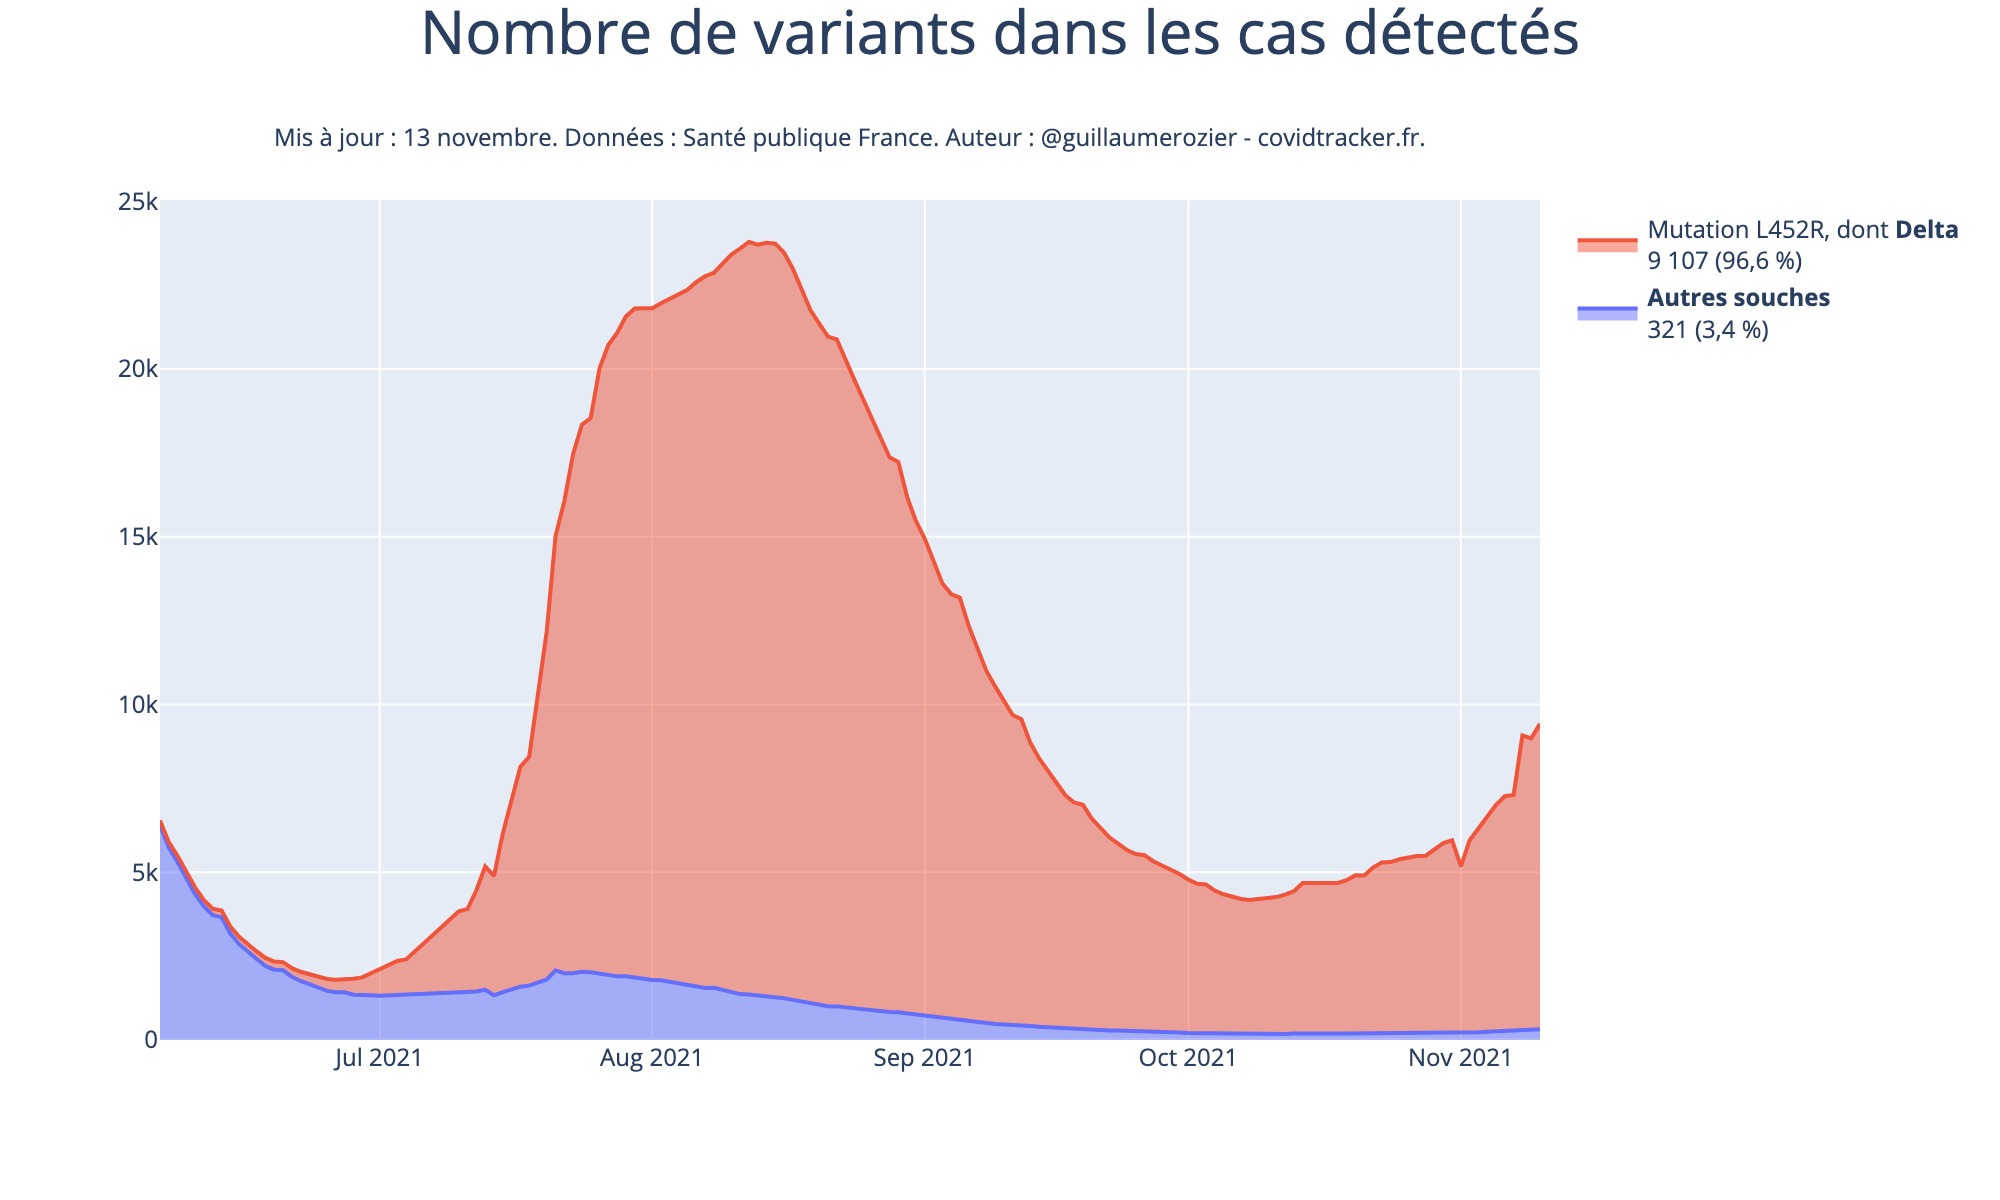 Nombre de variants dans les cas détectés
Mis à jour : 13 novembre. Données : Santé publique France. Auteur : @guillaumerozier - covidtracker.fr.
25k
20k
15k
10k
5k
0
Jul 2021
Aug 2021
Sep 2021
Oct 2021
Nov 2021
Mutation L452R, dont Delta
9 107 (96,6 %)
Autres souches
321 (3,4 %)